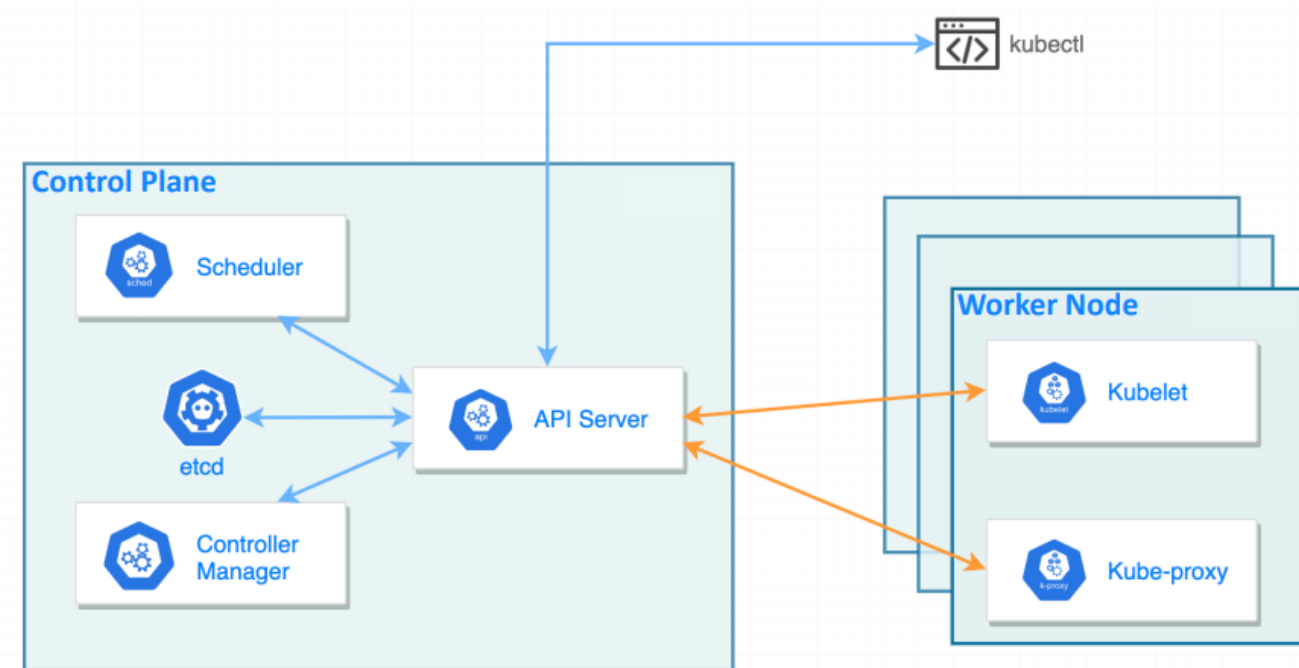 </> kubectl
Control Plane
sched
Scheduler
etcd
api
API Server
Controller
Manager
Worker Node
kubelet
Kubelet
k-proxy
Kube-proxy